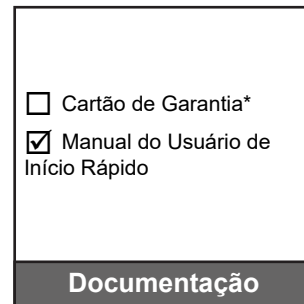 ☐ Cartão de Garantia*
☑ Manual do Usuário de
Início Rápido
Documentação